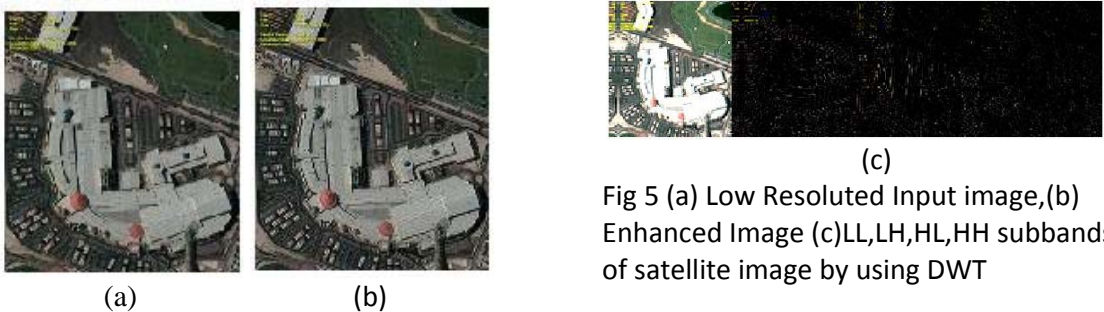 (a)
(b)
(c)
Fig 5 (a) Low Resoluted Input image,(b)
Enhanced Image (c)LL,LH,HL,HH subbands
of satellite image by using DWT